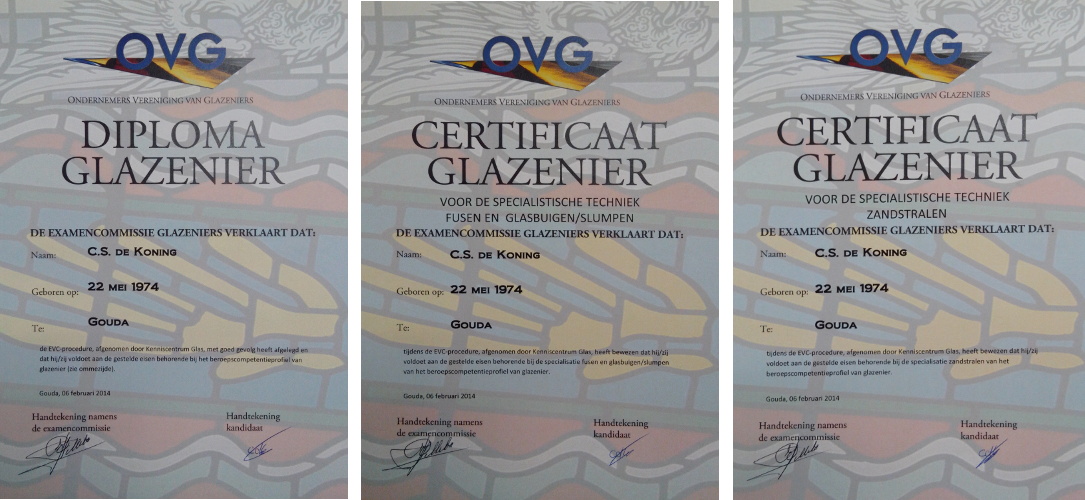 OVG
ONDERNEMERS VERENIGING VAN GLAZENIERS
DIPLOMA
GLAZENIER
DE EXAMENCOMMISSIE GLAZENIERS VERKLAART DAT:
Naam: C.S. DE KONING
Geboren op: 22 MEI 1974
Te: GOUDA
de EVC-procedure, afgenomen door Kenniscentrum Glas, met goed gevolg heeft afgelegd en
dat hij/zij voldoet aan de gestelde eisen behorende bij het beroepscompetentieprofiel van
glazenier (zie ommezijde).
Gouda, 06 februari 2014
Handtekening namens
de examencommissie
Handtekening
kandidaat
OVG
ONDERNEMERS VERENIGING VAN GLAZENIERS
CERTIFICAAT
GLAZENIER
VOOR DE SPECIALISTISCHE TECHNIEK
FUSEN EN GLASBUIGEN/SLUMPEN
DE EXAMENCOMMISSIE GLAZENIERS VERKLAART DAT:
Naam: C.S. DE KONING
Geboren op: 22 MEI 1974
Te: GOUDA
tijdens de EVC-procedure, afgenomen door Kenniscentrum Glas, heeft bewezen dat hij/zij
voldoet aan de gestelde eisen behorende bij de specialisatie fusen en glasbuigen/slumpen
van het beroepscompetentieprofiel van glazenier.
Gouda, 06 februari 2014
Handtekening namens
de examencommissie
Handtekening
kandidaat
OVG
ONDERNEMERS VERENIGING VAN GLAZENIERS
CERTIFICAAT
GLAZENIER
VOOR DE SPECIALISTISCHE TECHNIEK
ZANDSTRALEN
DE EXAMENCOMMISSIE GLAZENIERS VERKLAART DAT:
Naam: C.S. DE KONING
Geboren op: 22 MEI 1974
Te: GOUDA
tijdens de EVC-procedure, afgenomen door Kenniscentrum Glas, heeft bewezen dat hij/zij
voldoet aan de gestelde eisen behorende bij de specialisatie zandstralen van het
beroepscompetentieprofiel van glazenier.
Gouda, 06 februari 2014
Handtekening namens
de examencommissie
Handtekening
kandidaat